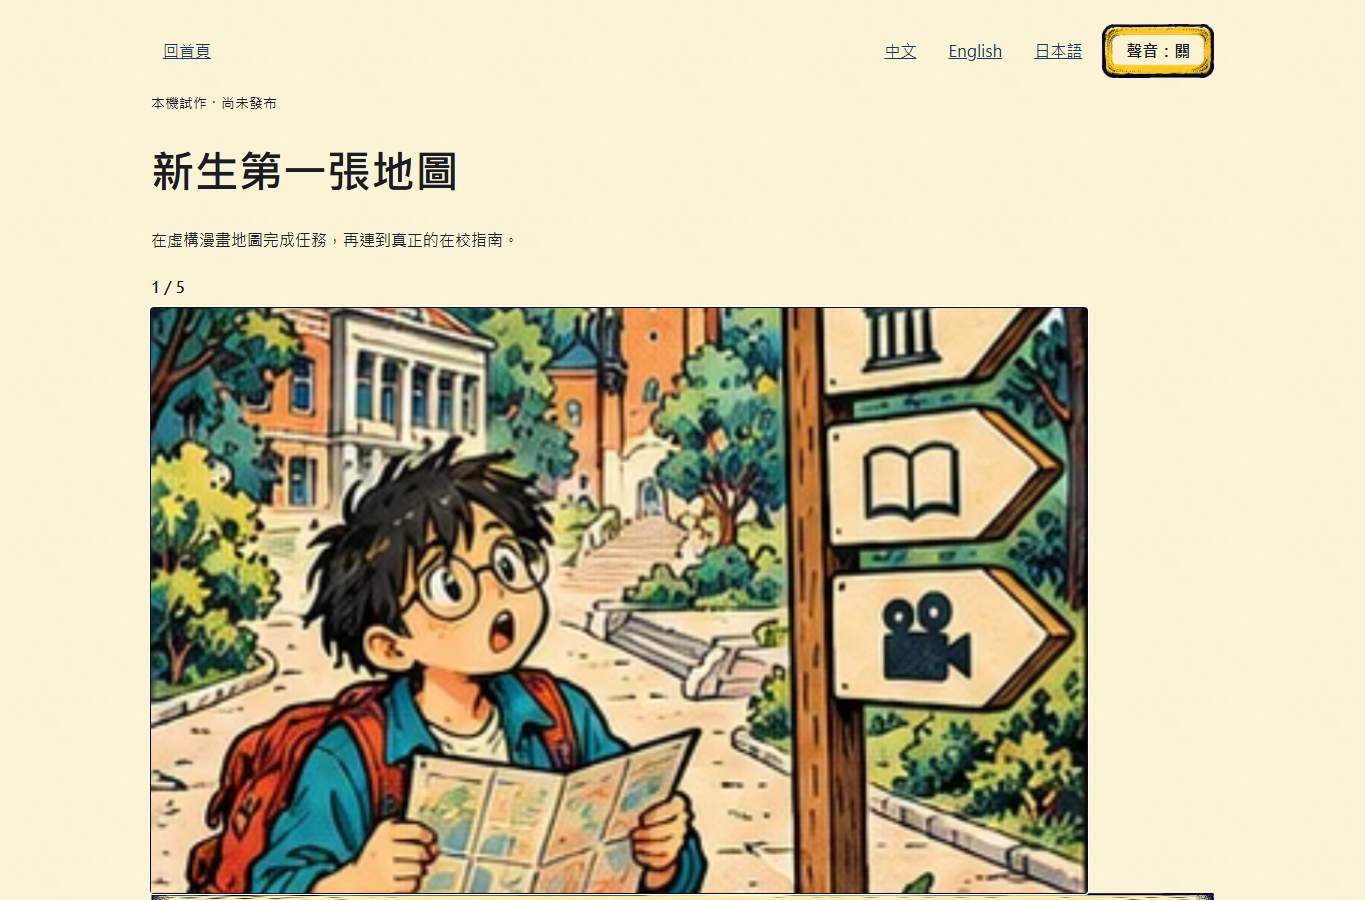 回首頁
中文 English 日本語 聲音：關
本機試作・尚未發布
新生第一張地圖
在虛構漫畫地圖完成任務，再連到真正的在校指南。
1 / 5